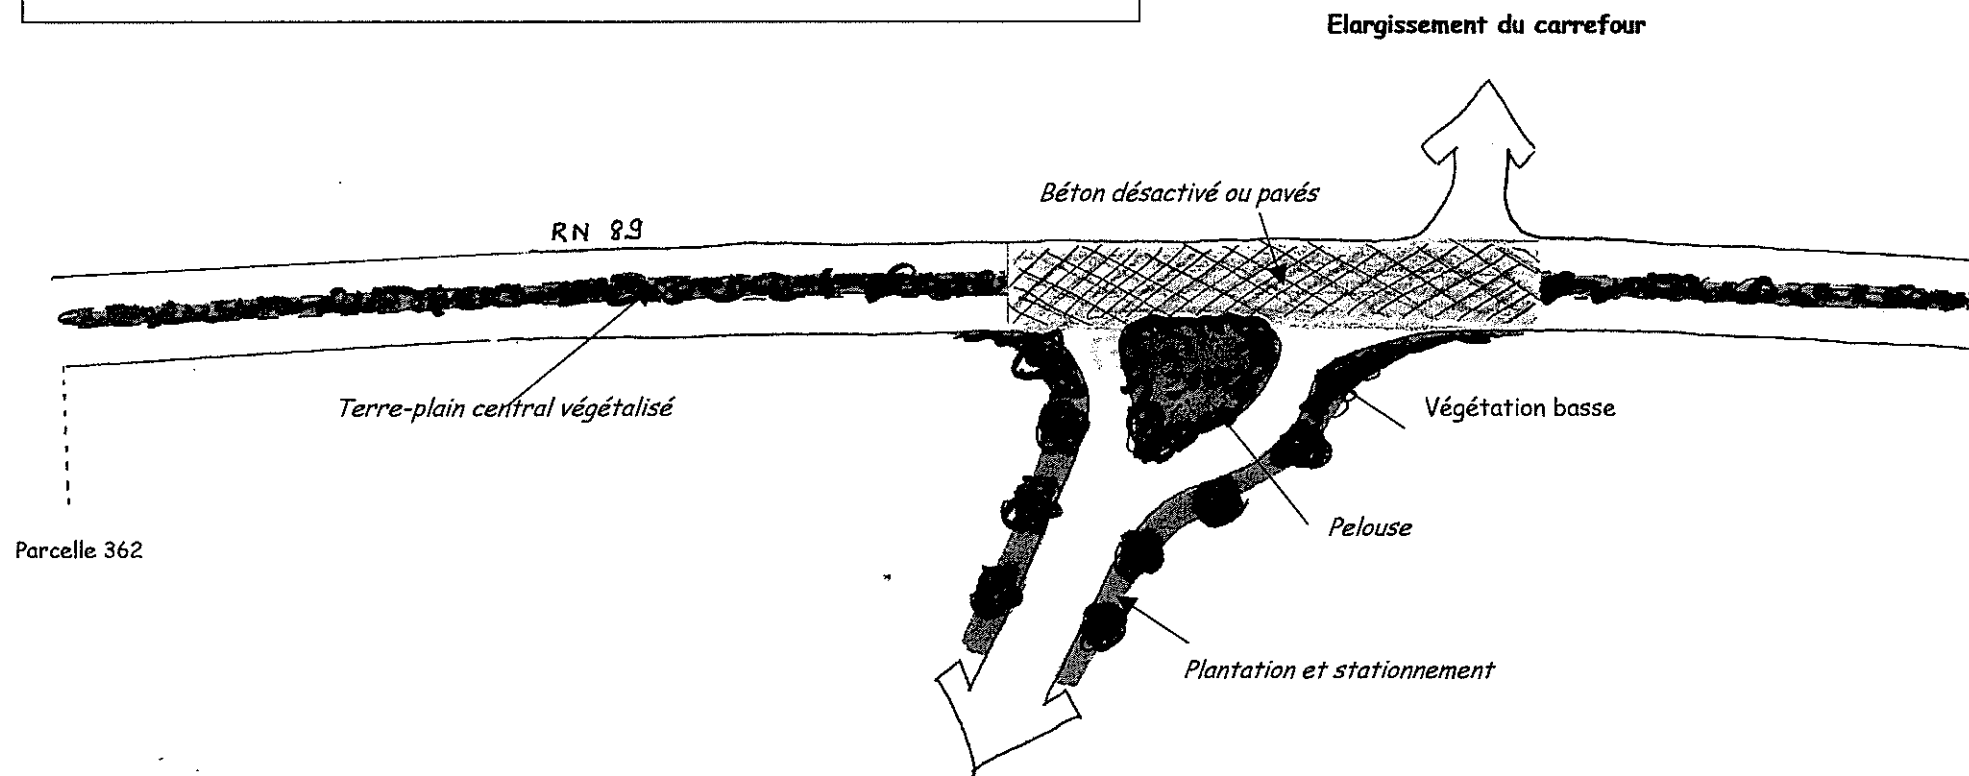 Elargissement du carrefour
Béton désactivé ou pavés
RN 89
Terre-plain central végétalisé
Végétation basse
Pelouse
Parcelle 362
Plantation et stationnement